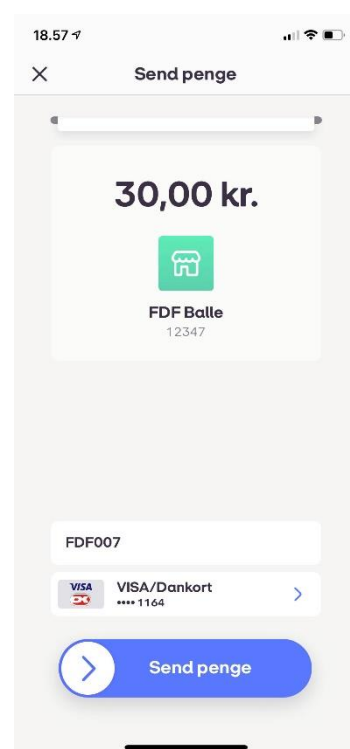 18.57
Send penge
30,00 kr.
FDF Balle
12347
FDF007
VISA
VISA/Dankort
•••• 1164
Send penge